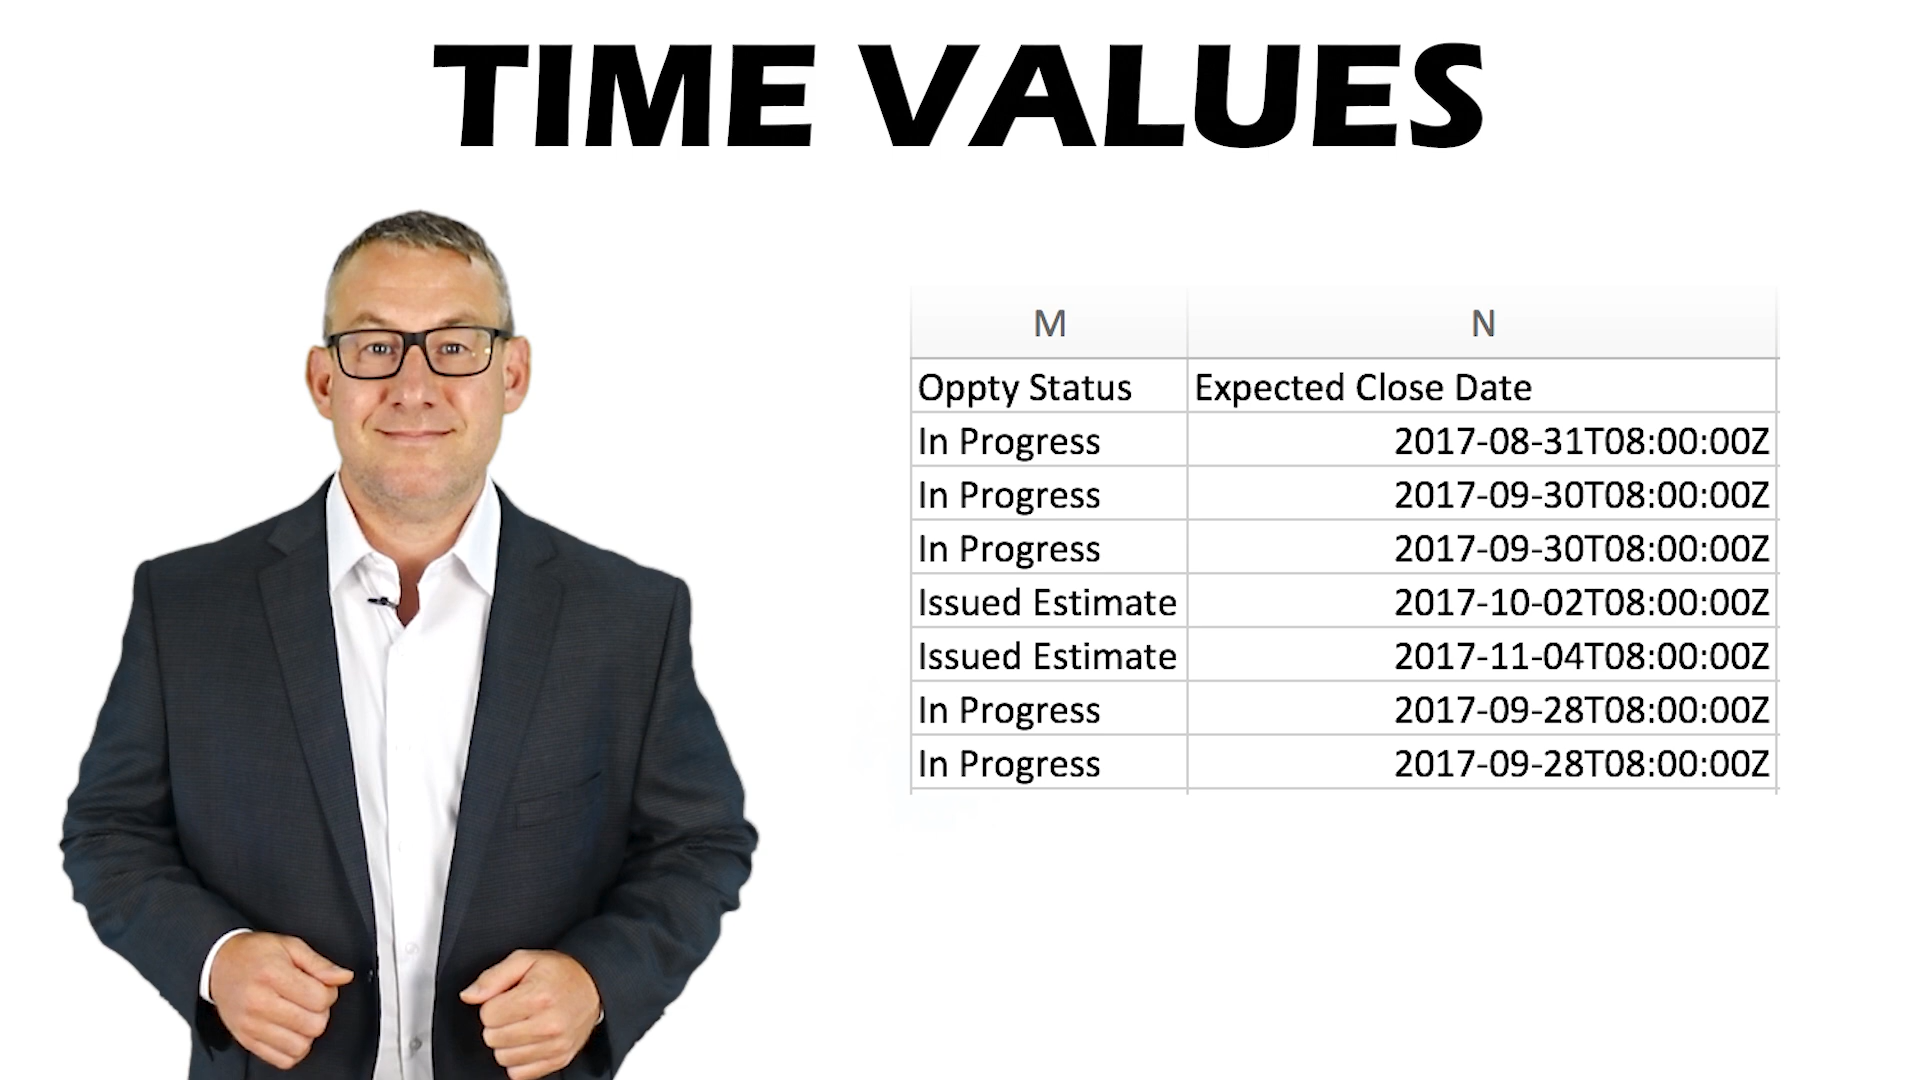 TIME VALUES
M N
Oppty Status Expected Close Date
In Progress 2017-08-31T08:00:00Z
In Progress 2017-09-30T08:00:00Z
In Progress 2017-09-30T08:00:00Z
Issued Estimate 2017-10-02T08:00:00Z
Issued Estimate 2017-11-04T08:00:00Z
In Progress 2017-09-28T08:00:00Z
In Progress 2017-09-28T08:00:00Z